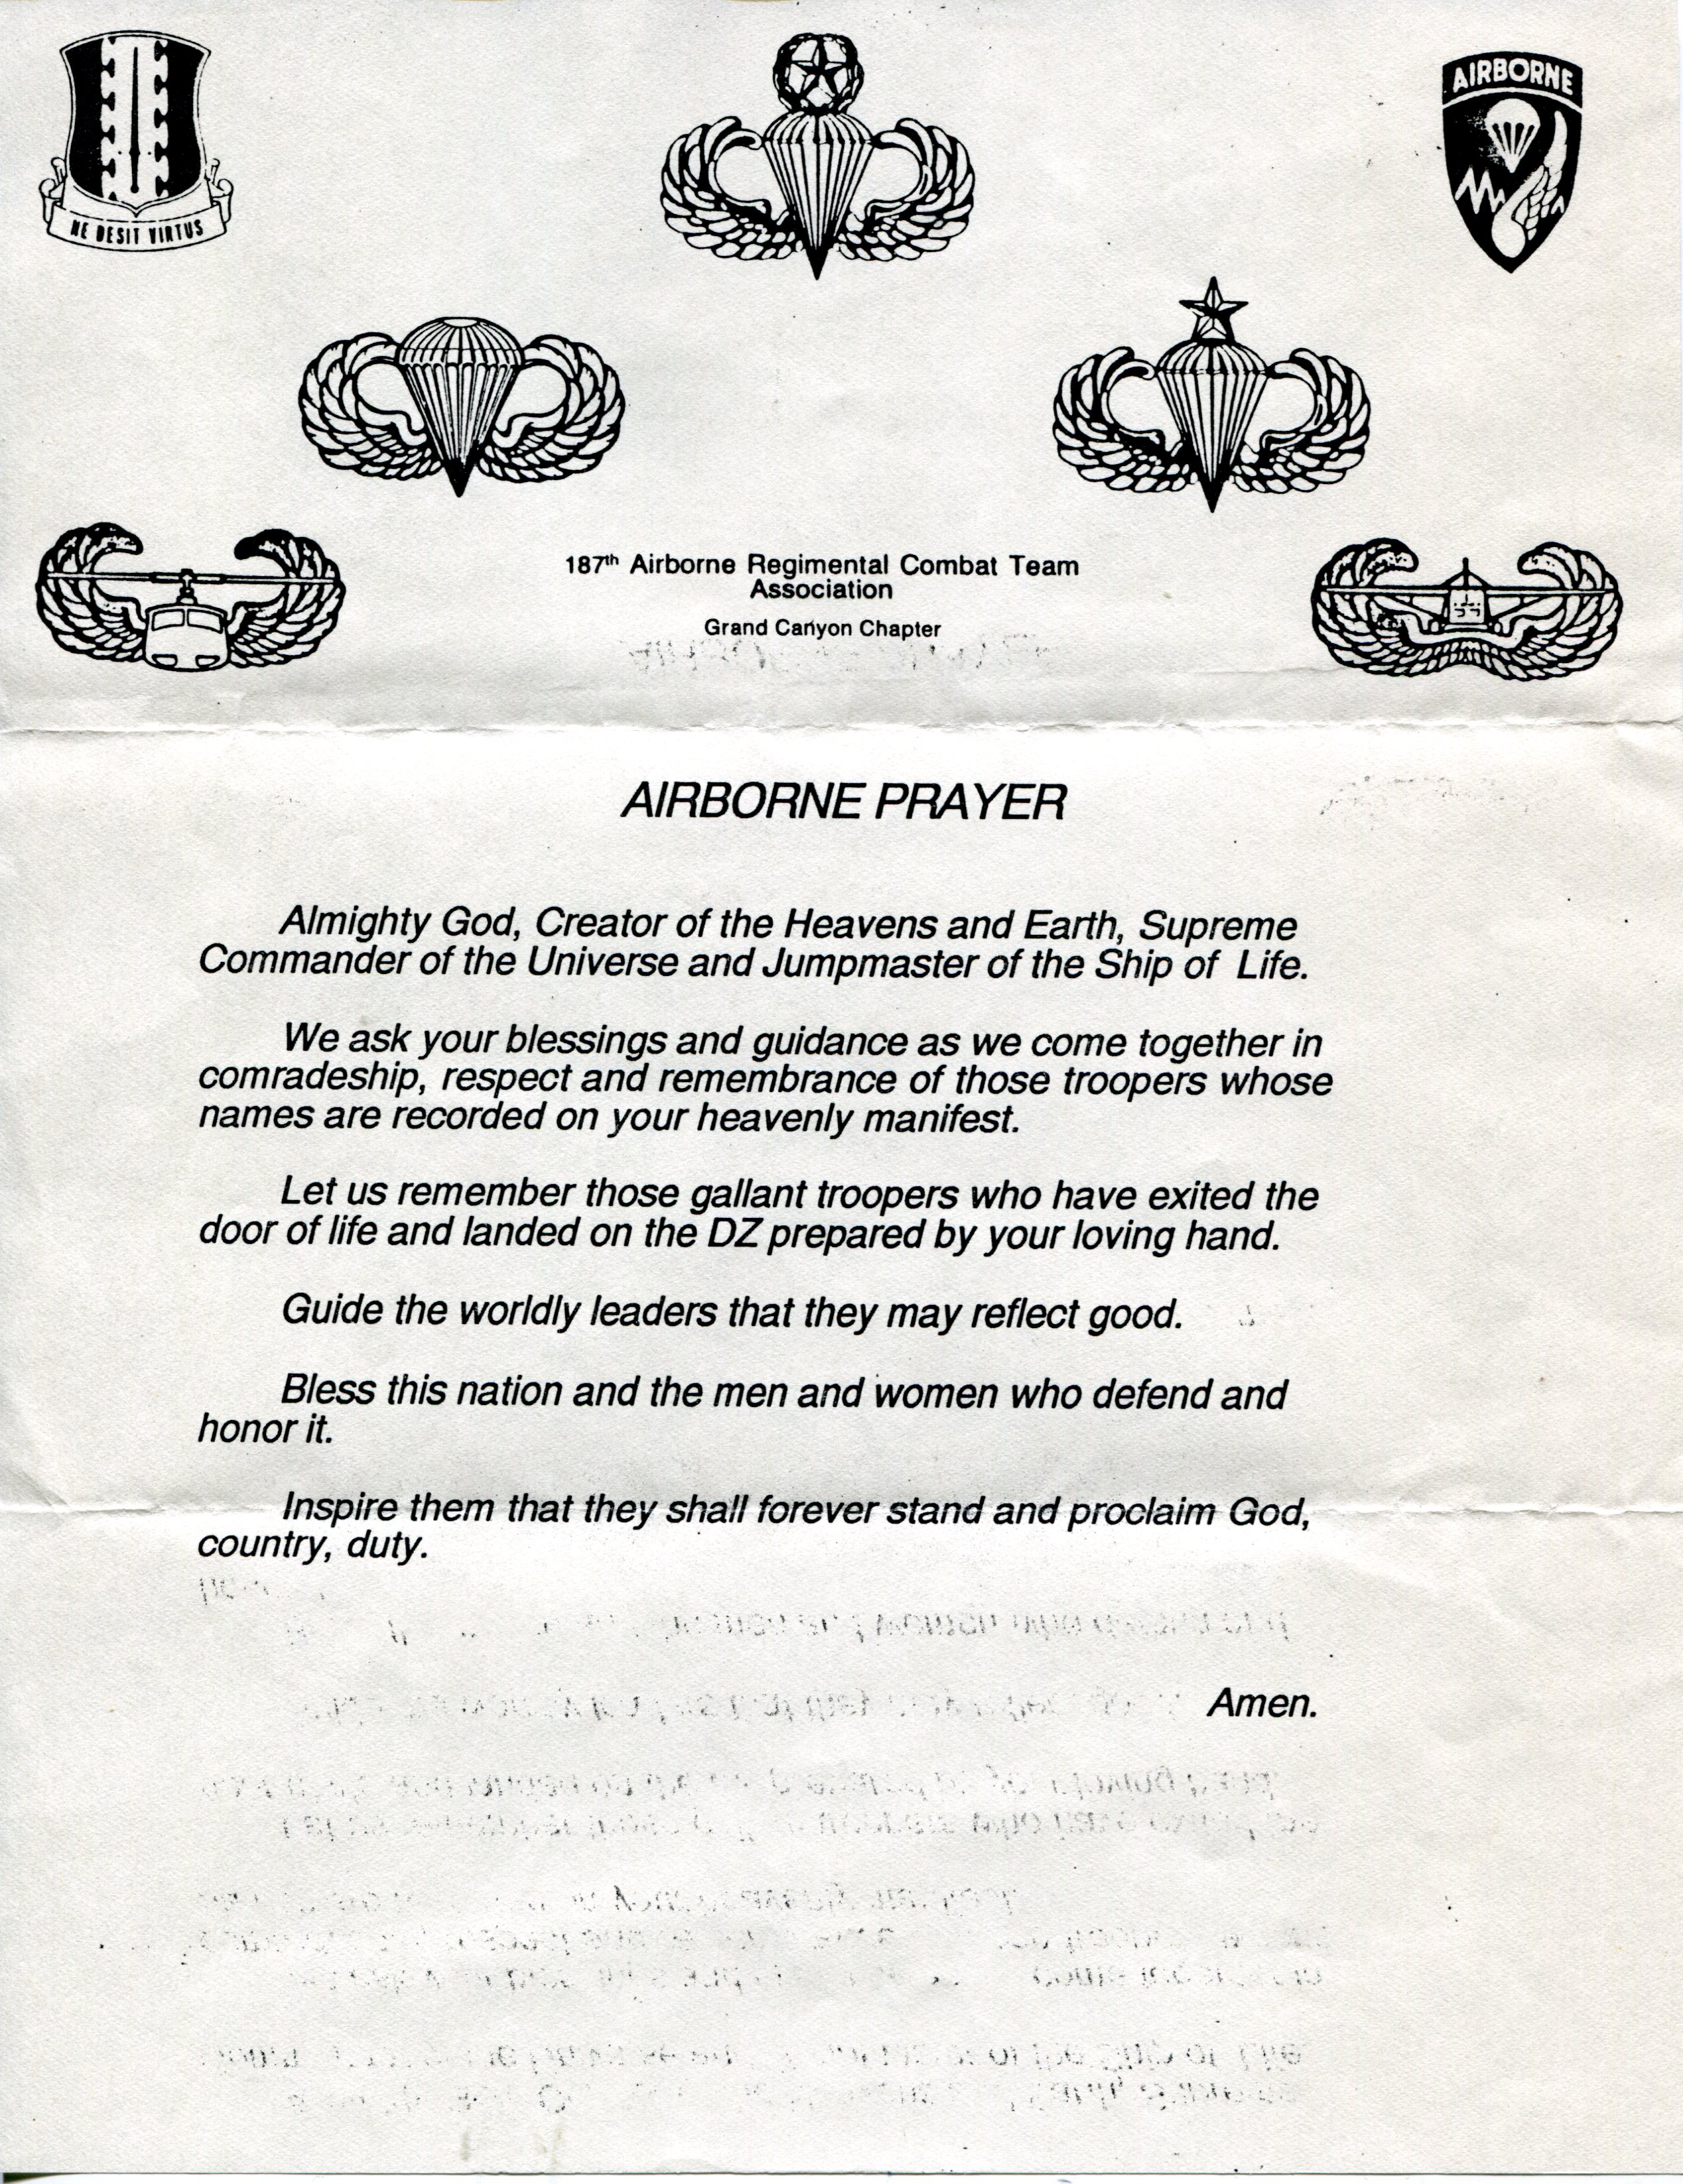 NE DESIT VIRTUS
AIRBORNE
187th Airborne Regimental Combat Team
Association
Grand Canyon Chapter
AIRBORNE PRAYER
Almighty God, Creator of the Heavens and Earth, Supreme
Commander of the Universe and Jumpmaster of the Ship of Life.
We ask your blessings and guidance as we come together in
comradeship, respect and remembrance of those troopers whose
names are recorded on your heavenly manifest.
Let us remember those gallant troopers who have exited the
door of life and landed on the DZ prepared by your loving hand.
Guide the worldly leaders that they may reflect good.
Bless this nation and the men and women who defend and
honor it.
Inspire them that they shall forever stand and proclaim God,
country, duty.
Amen.